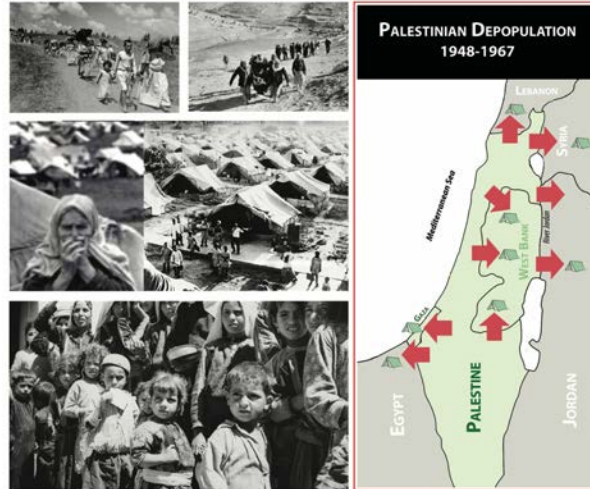 PALESTINIAN DEPOPULATION
1948-1967
LEBANON
SYRIA
Mediterranean Sea
River Jordan
WEST BANK
GAZA
EGYPT
PALESTINE
JORDAN